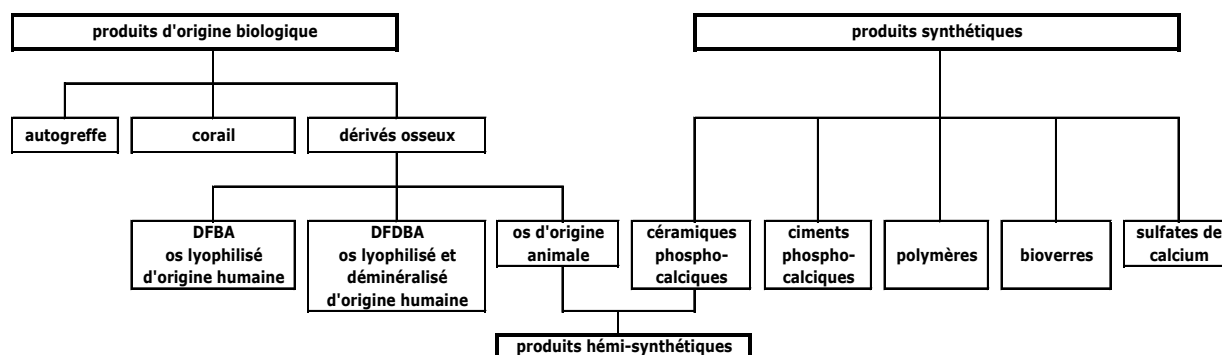 produits d'origine biologique
produits synthétiques
autogreffe
corail
dérivés osseux
DFBA
os lyophilisé
d'origine humaine
DFDBA
os lyophilisé et
déminéralisé
d'origine humaine
os d'origine
animale
céramiques
phospho-
calciques
ciments
phospho-
calciques
polymères
bioverres
sulfates de
calcium
produits hémi-synthétiques